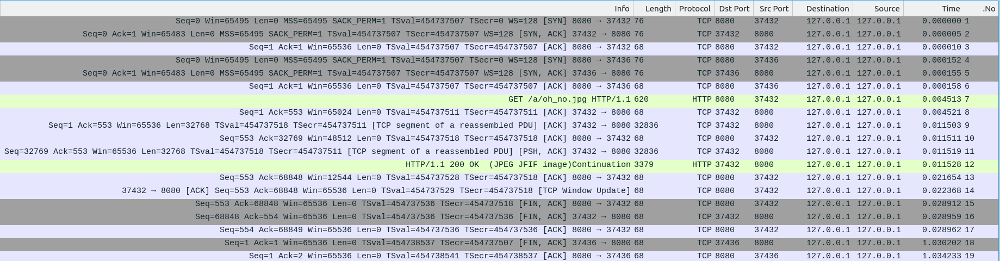 .No Time Source Destination Src Port Dst Port Protocol Length Info
1 0.000000 127.0.0.1 127.0.0.1 37432 8080 TCP 76 Seq=0 Win=65495 Len=0 MSS=65495 SACK_PERM=1 TSval=454737507 TSecr=0 WS=128 [SYN] 8080 → 37432
2 0.000005 127.0.0.1 127.0.0.1 8080 37432 TCP 76 Seq=0 Ack=1 Win=65483 Len=0 MSS=65495 SACK_PERM=1 TSval=454737507 TSecr=454737507 WS=128 [SYN, ACK] 37432 → 8080
3 0.000010 127.0.0.1 127.0.0.1 37432 8080 TCP 68 Seq=1 Ack=1 Win=65536 Len=0 TSval=454737507 TSecr=454737507 [ACK] 8080 → 37432
4 0.000152 127.0.0.1 127.0.0.1 37436 8080 TCP 76 Seq=0 Win=65495 Len=0 MSS=65495 SACK_PERM=1 TSval=454737507 TSecr=0 WS=128 [SYN] 8080 → 37436
5 0.000155 127.0.0.1 127.0.0.1 8080 37436 TCP 76 Seq=0 Ack=1 Win=65483 Len=0 MSS=65495 SACK_PERM=1 TSval=454737507 TSecr=454737507 WS=128 [SYN, ACK] 37436 → 8080
6 0.000158 127.0.0.1 127.0.0.1 37436 8080 TCP 68 Seq=1 Ack=1 Win=65536 Len=0 TSval=454737507 TSecr=454737507 [ACK] 8080 → 37436
7 0.004513 127.0.0.1 127.0.0.1 37432 8080 HTTP 620 GET /a/oh_no.jpg HTTP/1.1
8 0.004521 127.0.0.1 127.0.0.1 8080 37432 TCP 68 Seq=1 Ack=553 Win=65024 Len=0 TSval=454737511 TSecr=454737511 [ACK] 37432 → 8080
9 0.011503 127.0.0.1 127.0.0.1 8080 37432 TCP 32836 Seq=1 Ack=553 Win=65536 Len=32768 TSval=454737518 TSecr=454737511 [TCP segment of a reassembled PDU] [ACK] 37432 → 8080
10 0.011511 127.0.0.1 127.0.0.1 37432 8080 TCP 68 Seq=553 Ack=32769 Win=48512 Len=0 TSval=454737518 TSecr=454737518 [ACK] 8080 → 37432
11 0.011519 127.0.0.1 127.0.0.1 8080 37432 TCP 32836 Seq=32769 Ack=553 Win=65536 Len=32768 TSval=454737518 TSecr=454737511 [TCP segment of a reassembled PDU] [PSH, ACK] 37432 → 8080
12 0.011528 127.0.0.1 127.0.0.1 8080 37432 HTTP 3379 HTTP/1.1 200 OK (JPEG JFIF image)Continuation
13 0.021654 127.0.0.1 127.0.0.1 37432 8080 TCP 68 Seq=553 Ack=68848 Win=12544 Len=0 TSval=454737528 TSecr=454737518 [ACK] 8080 → 37432
14 0.022368 127.0.0.1 127.0.0.1 37432 8080 TCP 68 37432 → 8080 [ACK] Seq=553 Ack=68848 Win=65536 Len=0 TSval=454737529 TSecr=454737518 [TCP Window Update]
15 0.028912 127.0.0.1 127.0.0.1 37432 8080 TCP 68 Seq=553 Ack=68848 Win=65536 Len=0 TSval=454737536 TSecr=454737518 [FIN, ACK] 8080 → 37432
16 0.028959 127.0.0.1 127.0.0.1 8080 37432 TCP 68 Seq=68848 Ack=554 Win=65536 Len=0 TSval=454737536 TSecr=454737536 [FIN, ACK] 37432 → 8080
17 0.028962 127.0.0.1 127.0.0.1 37432 8080 TCP 68 Seq=554 Ack=68849 Win=65536 Len=0 TSval=454737536 TSecr=454737536 [ACK] 8080 → 37432
18 1.030202 127.0.0.1 127.0.0.1 8080 37436 TCP 68 Seq=1 Ack=1 Win=65536 Len=0 TSval=454738537 TSecr=454737507 [FIN, ACK] 37436 → 8080
19 1.034233 127.0.0.1 127.0.0.1 37436 8080 TCP 68 Seq=1 Ack=2 Win=65536 Len=0 TSval=454738541 TSecr=454738537 [ACK] 8080 → 37436